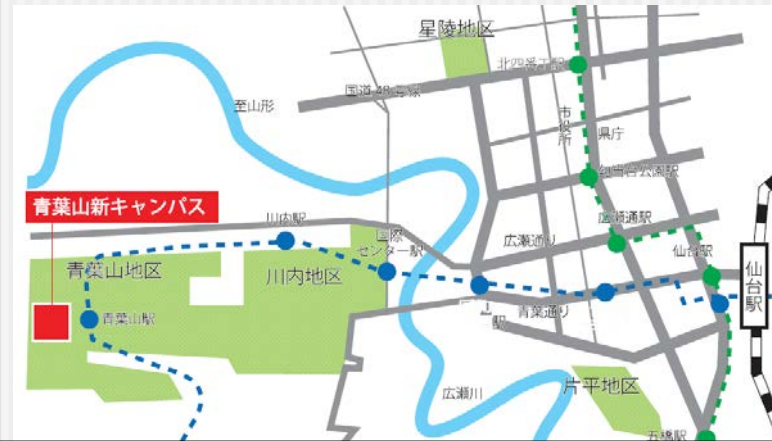 星陵地区
北四番丁駅
国道48号線
至山形
市役所
県庁
勾当台公園駅
青葉山新キャンパス
川内駅
国際
センター駅
広瀬通り
広瀬通駅
仙台駅
仙台駅
青葉山地区
川内地区
青葉山駅
駅
青葉通り
広瀬川
片平地区
五橋駅